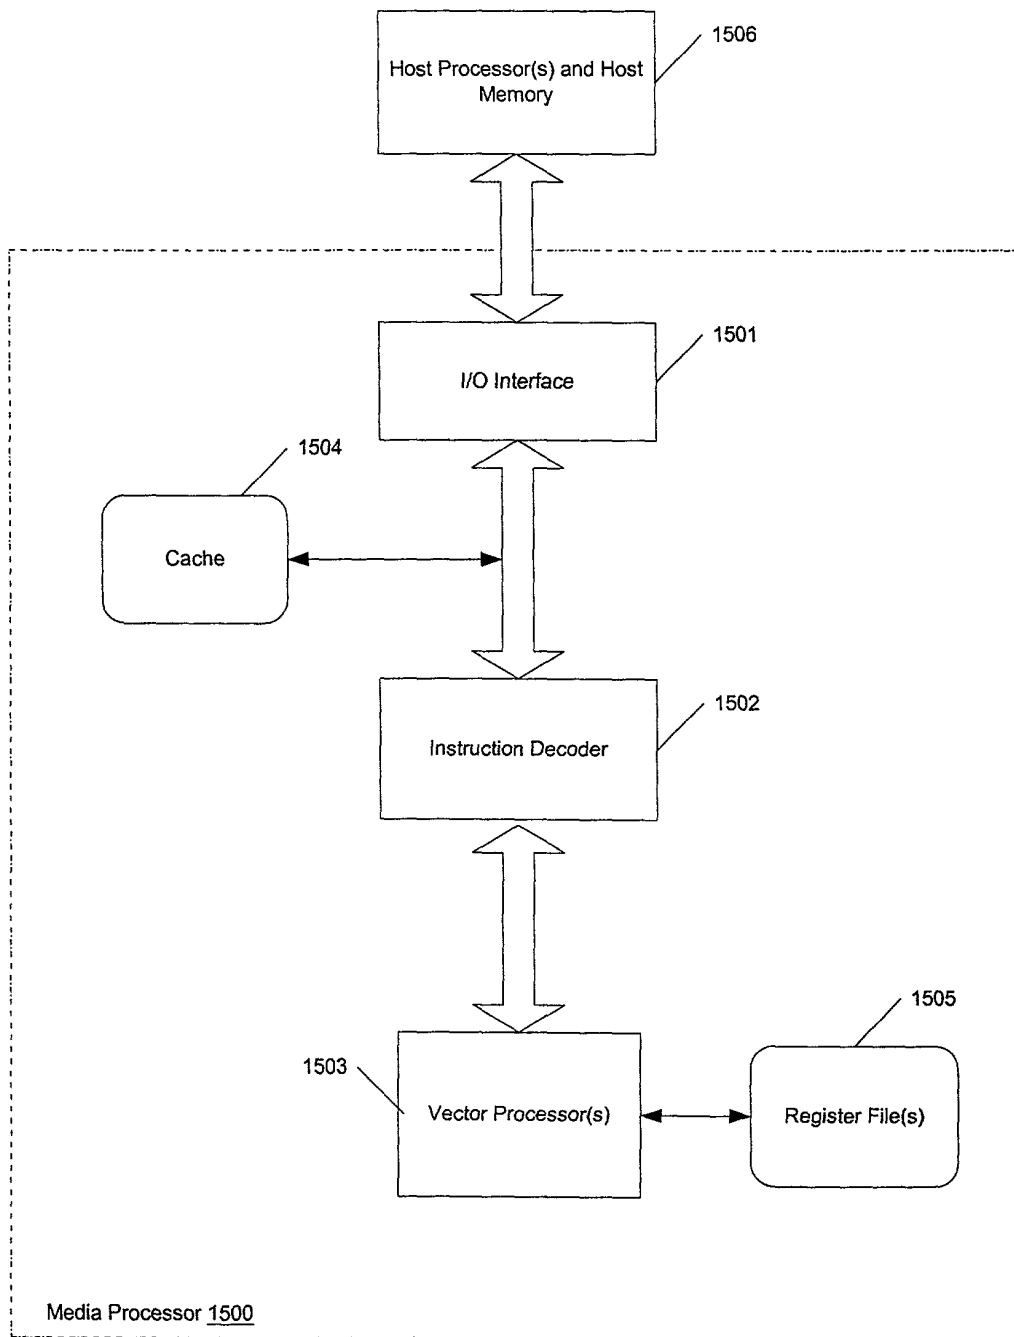 1506
Host Processor(s) and Host
Memory
1501
I/O Interface
1504
Cache
1502
Instruction Decoder
1505
1503
Vector Processor(s)
Register File(s)
Media Processor 1500